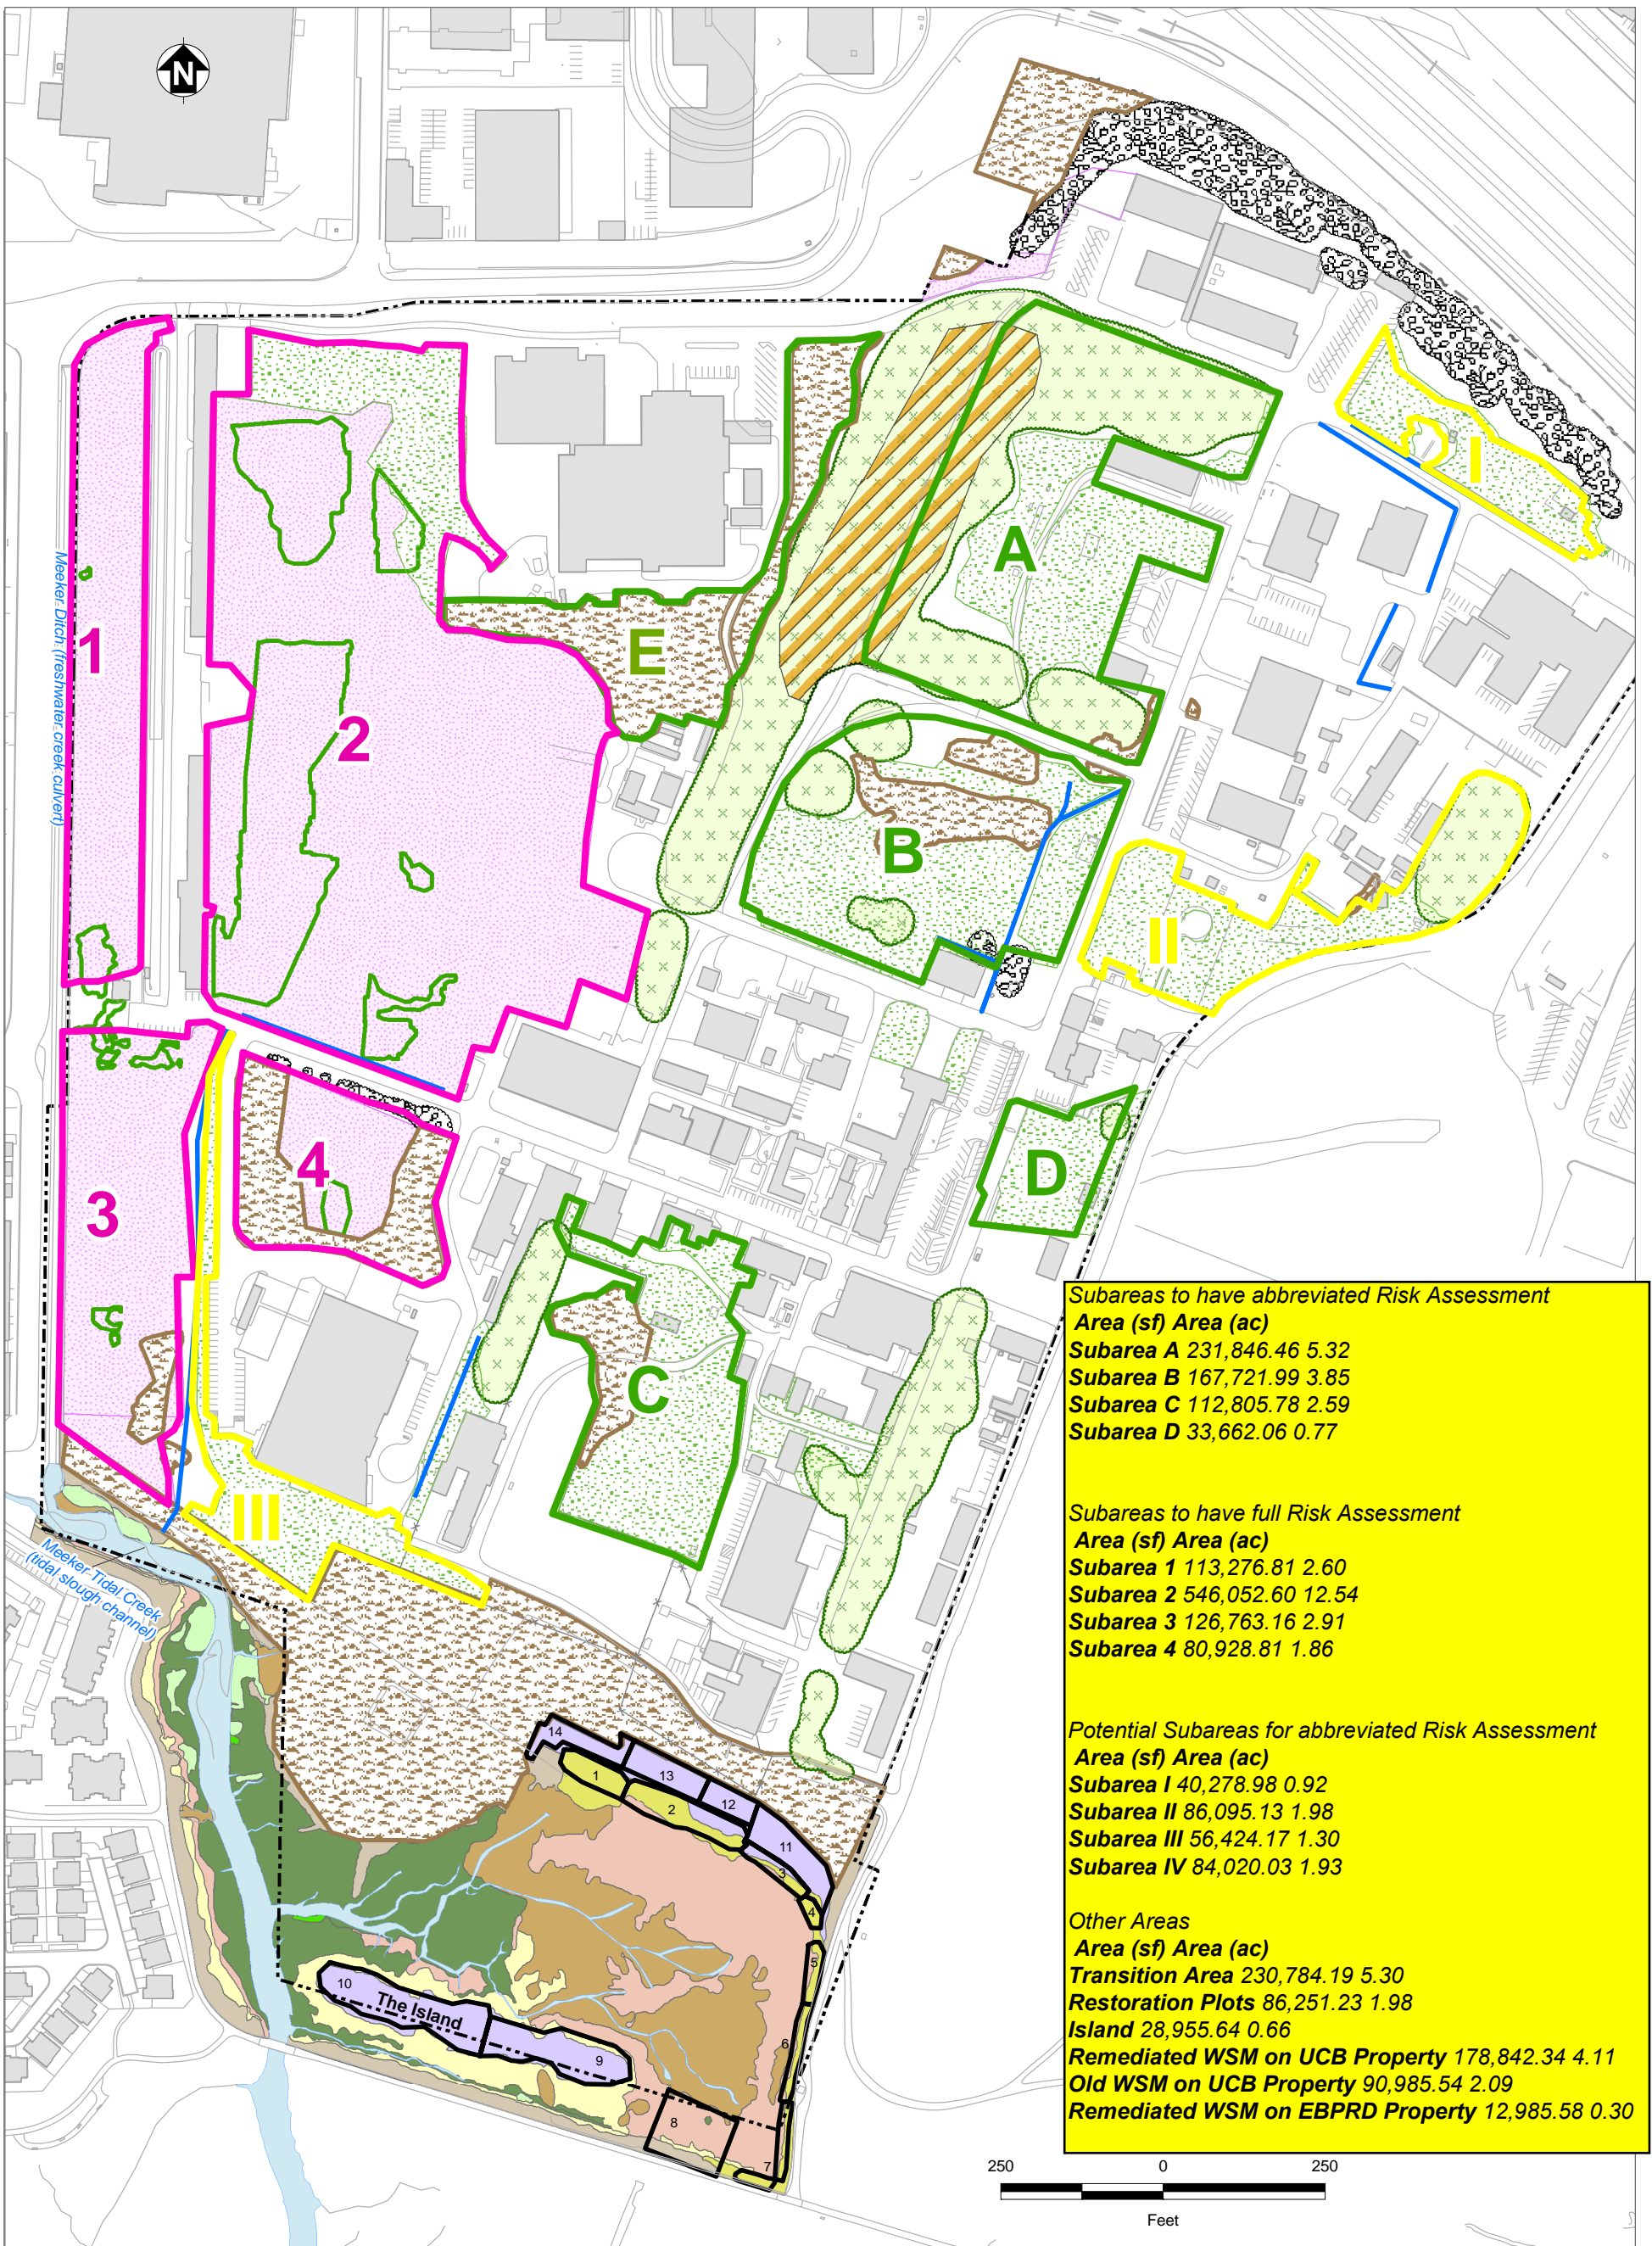 N
A
I
1
Meeker Ditch (freshwater creek culvert)
E
2
B
II
D
4
3
C
III
Meeker Tidal Creek
(tidal slough channel)
14
13
1
12
2
11
3
4
5
10
The Island
9
6
8
7
Subareas to have abbreviated Risk Assessment
Area (sf) Area (ac)
Subarea A 231,846.46 5.32
Subarea B 167,721.99 3.85
Subarea C 112,805.78 2.59
Subarea D 33,662.06 0.77
Subareas to have full Risk Assessment
Area (sf) Area (ac)
Subarea 1 113,276.81 2.60
Subarea 2 546,052.60 12.54
Subarea 3 126,763.16 2.91
Subarea 4 80,928.81 1.86
Potential Subareas for abbreviated Risk Assessment
Area (sf) Area (ac)
Subarea I 40,278.98 0.92
Subarea II 86,095.13 1.98
Subarea III 56,424.17 1.30
Subarea IV 84,020.03 1.93
Other Areas
Area (sf) Area (ac)
Transition Area 230,784.19 5.30
Restoration Plots 86,251.23 1.98
Island 28,955.64 0.66
Remediated WSM on UCB Property 178,842.34 4.11
Old WSM on UCB Property 90,985.54 2.09
Remediated WSM on EBPRD Property 12,985.58 0.30
250 0 250
Feet